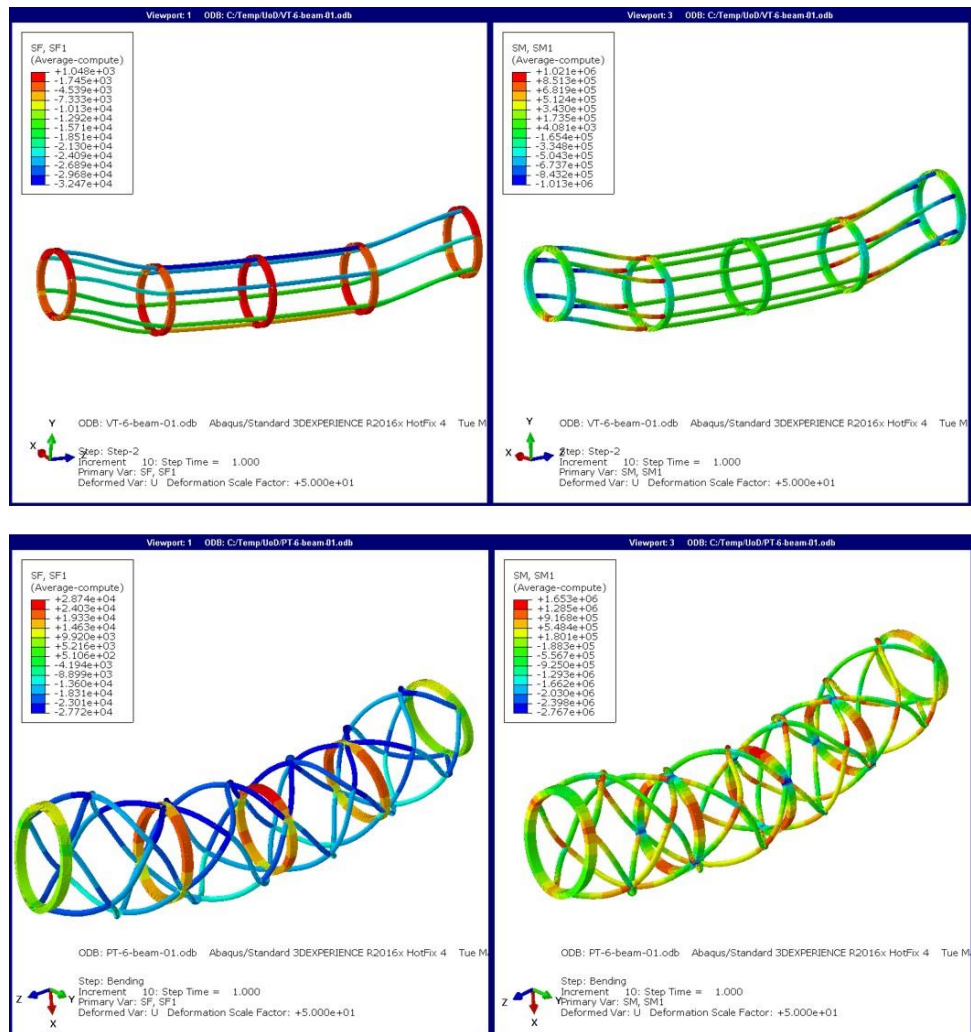 Viewport: 1 ODB: C:/Temp/UoD/VT-6-beam-01.odb
SF, SF1
(Average-compute)
+1.048e+03
-1.745e+03
-4.539e+03
-7.333e+03
-1.013e+04
-1.292e+04
-1.571e+04
-1.851e+04
-2.130e+04
-2.409e+04
-2.689e+04
-2.968e+04
-3.247e+04
Y
X
Z
ODB: VT-6-beam-01.odb Abaqus/Standard 3DEXPERIENCE R2016x HotFix 4 Tue M
Step: Step-2
Increment 10: Step Time = 1.000
Primary Var: SF, SF1
Deformed Var: U Deformation Scale Factor: +5.000e+01
Viewport: 3 ODB: C:/Temp/UoD/VT-6-beam-01.odb
SM, SM1
(Average-compute)
+1.021e+06
+8.513e+05
+6.819e+05
+5.124e+05
+3.430e+05
+1.735e+05
+4.081e+03
-1.654e+05
-3.348e+05
-5.043e+05
-6.737e+05
-8.432e+05
-1.013e+06
Y
X
Z
ODB: VT-6-beam-01.odb Abaqus/Standard 3DEXPERIENCE R2016x HotFix 4 Tue M
Step: Step-2
Increment 10: Step Time = 1.000
Primary Var: SM, SM1
Deformed Var: U Deformation Scale Factor: +5.000e+01
Viewport: 1 ODB: C:/Temp/UoD/PT-6-beam-01.odb
SF, SF1
(Average-compute)
+2.874e+04
+2.403e+04
+1.933e+04
+1.463e+04
+9.920e+03
+5.216e+03
+5.106e+02
-4.194e+03
-8.899e+03
-1.360e+04
-1.831e+04
-2.301e+04
-2.772e+04
Z
Y
X
ODB: PT-6-beam-01.odb Abaqus/Standard 3DEXPERIENCE R2016x HotFix 4 Tue Ma
Step: Bending
Increment 10: Step Time = 1.000
Primary Var: SF, SF1
Deformed Var: U Deformation Scale Factor: +5.000e+01
Viewport: 3 ODB: C:/Temp/UoD/PT-6-beam-01.odb
SM, SM1
(Average-compute)
+1.653e+06
+1.285e+06
+9.168e+05
+5.484e+05
+1.801e+05
-1.883e+05
-5.567e+05
-9.250e+05
-1.293e+06
-1.662e+06
-2.030e+06
-2.398e+06
-2.767e+06
Z
Y
X
ODB: PT-6-beam-01.odb Abaqus/Standard 3DEXPERIENCE R2016x HotFix 4 Tue M
Step: Bending
Increment 10: Step Time = 1.000
Primary Var: SM, SM1
Deformed Var: U Deformation Scale Factor: +5.000e+01